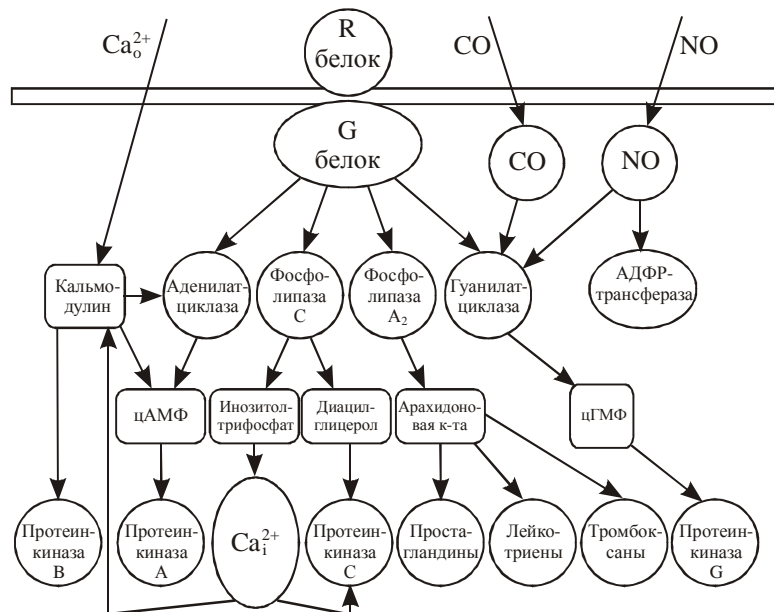 Ca²⁺ₒ
R
белок
CO
NO
G
белок
CO
NO
Кальмо-
дулин
Аденилат-
циклаза
Фосфо-
липаза
C
Фосфо-
липаза
A₂
Гуанилат-
циклаза
АДФР-
трансфераза
цАМФ
Инозитол-
трифосфат
Диацил-
глицерол
Арахидоно-
овая к-та
цГМФ
Протеин-
киназа
B
Протеин-
киназа
A
Ca²⁺ᵢ
Протеин-
киназа
C
Проста-
гландины
Лейко-
триены
Тромбок-
саны
Протеин-
киназа
G